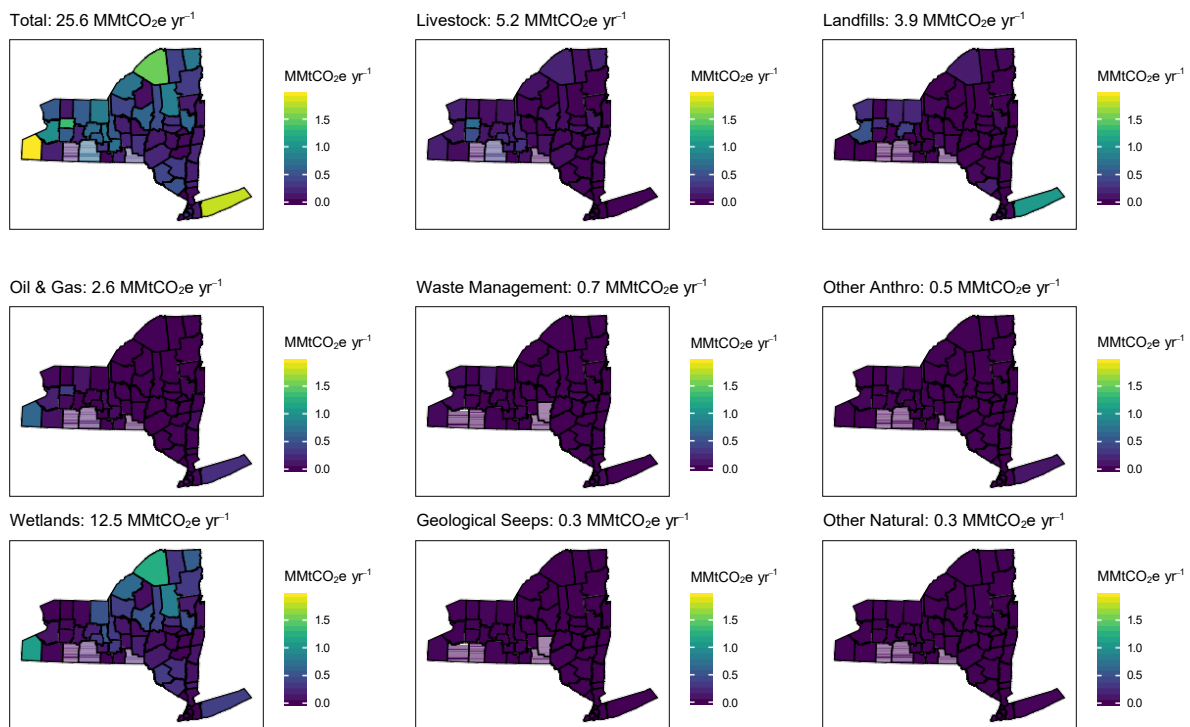 Total: 25.6 MMtCO₂e yr⁻¹
Livestock: 5.2 MMtCO₂e yr⁻¹
Landfills: 3.9 MMtCO₂e yr⁻¹
MMtCO₂e yr⁻¹
1.5
1.0
0.5
0.0
MMtCO₂e yr⁻¹
1.5
1.0
0.5
0.0
MMtCO₂e yr⁻¹
1.5
1.0
0.5
0.0
Oil & Gas: 2.6 MMtCO₂e yr⁻¹
Waste Management: 0.7 MMtCO₂e yr⁻¹
Other Anthro: 0.5 MMtCO₂e yr⁻¹
MMtCO₂e yr⁻¹
1.5
1.0
0.5
0.0
MMtCO₂e yr⁻¹
1.5
1.0
0.5
0.0
MMtCO₂e yr⁻¹
1.5
1.0
0.5
0.0
Wetlands: 12.5 MMtCO₂e yr⁻¹
Geological Seeps: 0.3 MMtCO₂e yr⁻¹
Other Natural: 0.3 MMtCO₂e yr⁻¹
MMtCO₂e yr⁻¹
1.5
1.0
0.5
0.0
MMtCO₂e yr⁻¹
1.5
1.0
0.5
0.0
MMtCO₂e yr⁻¹
1.5
1.0
0.5
0.0